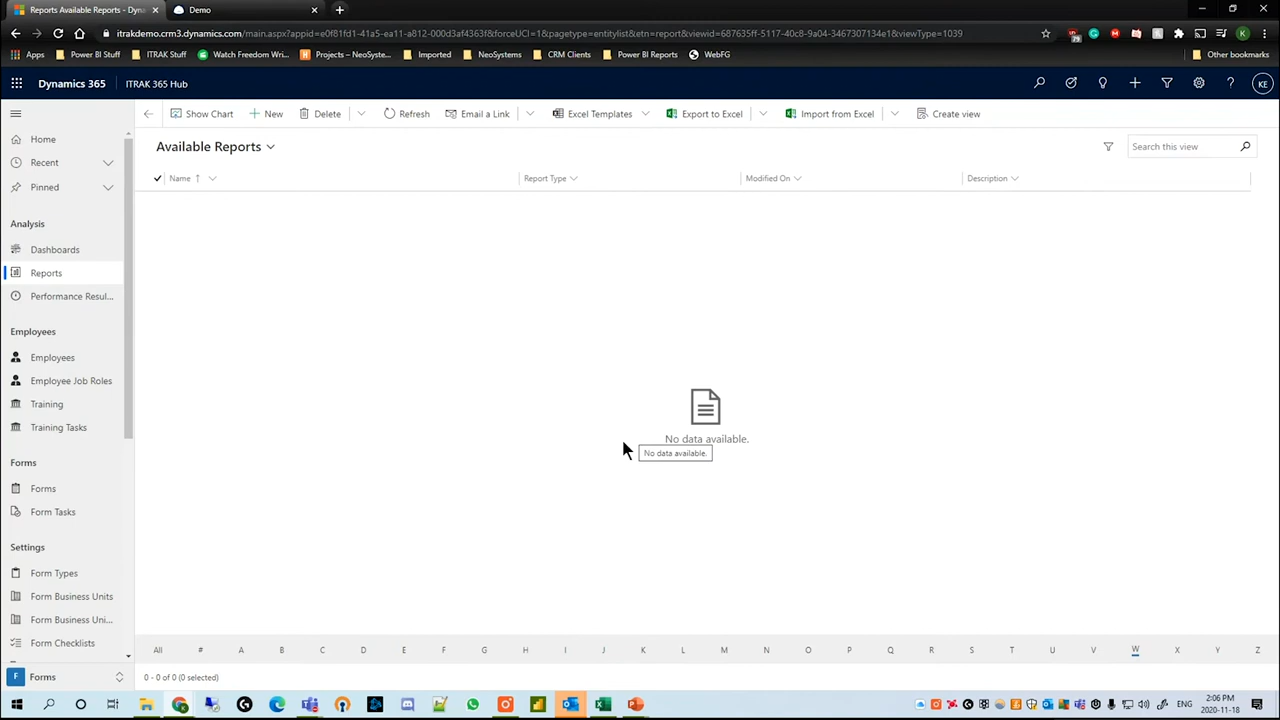 Reports Available Reports - Dyna
Demo
itrakdemo.crm3.dynamics.com/main.aspx?appid=e0f81fd1-41a5-ea11-a812-000d3af4363f&forceUCI=1&pagetype=entitylist&etn=report&viewid=687635ff-5117-40c8-9a04-3467307134e1&viewType=1039
Apps
Power BI Stuff
ITRAK Stuff
Watch Freedom Wri...
Projects – NeoSyste...
Imported
NeoSystems
CRM Clients
Power BI Reports
WebFG
Other bookmarks
Dynamics 365
ITRAK 365 Hub
KE
Show Chart
New
Delete
Refresh
Email a Link
Excel Templates
Export to Excel
Import from Excel
Create view
Home
Recent
Pinned
Analysis
Dashboards
Reports
Performance Resul...
Employees
Employees
Employee Job Roles
Training
Training Tasks
Forms
Forms
Form Tasks
Settings
Form Types
Form Business Units
Form Business Uni...
Form Checklists
Forms
Available Reports
Search this view
Name
Report Type
Modified On
Description
No data available.
No data available.
All # A B C D E F G H I J K L M N O P Q R S T U V W X Y Z
0 - 0 of 0 (0 selected)
F
ENG
2:06 PM
2020-11-18